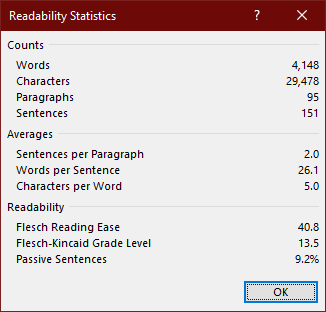 Readability Statistics ? ×
Counts
Words 4,148
Characters 29,478
Paragraphs 95
Sentences 151
Averages
Sentences per Paragraph 2.0
Words per Sentence 26.1
Characters per Word 5.0
Readability
Flesch Reading Ease 40.8
Flesch-Kincaid Grade Level 13.5
Passive Sentences 9.2%
OK